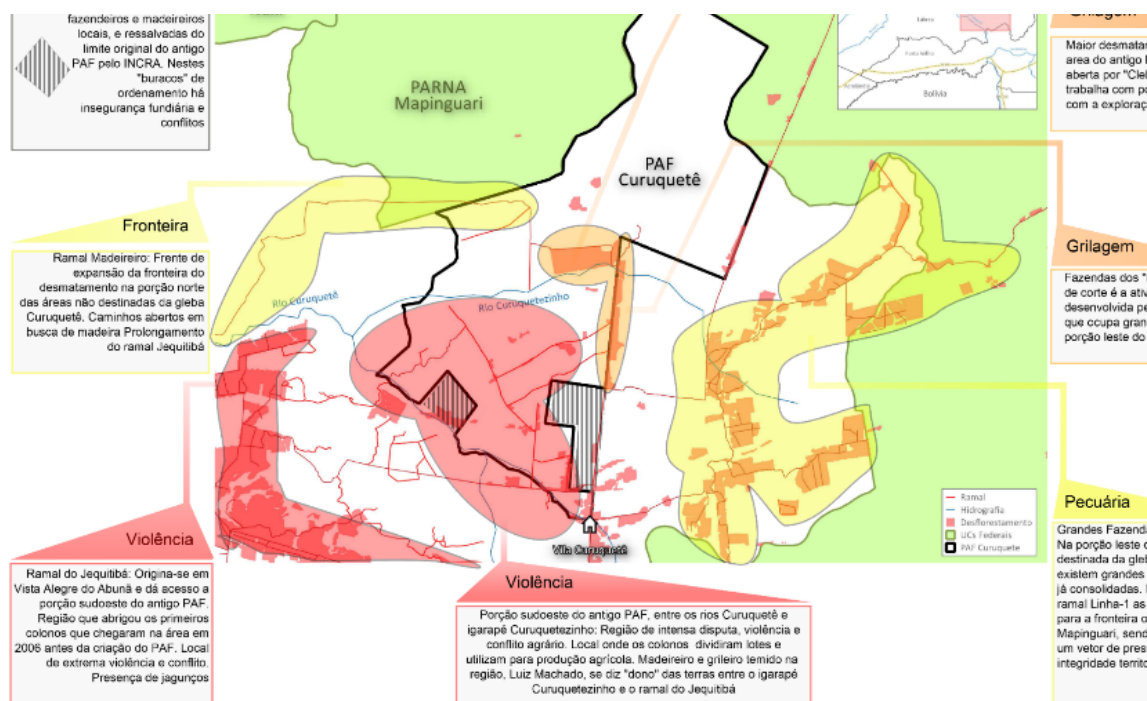 fazendeiros e madeireiros
locais, e ressalvadas do
limite original do antigo
PAF pelo INCRA. Nestes
"buracos" de
ordenamento há
insegurança fundiária e
conflitos
PARNA
Mapinguari
PAF
Curuquetê
Bolívia
Grilagem
Maior desmatam
area do antigo
aberta por "Clei
trabalha com po
com a exploraç
Fronteira
Ramal Madeireiro: Frente de
expansão da fronteira do
desmatamento na porção norte
das áreas não destinadas da gleba
Curuquetê. Caminhos abertos em
busca de madeira Prolongamento
do ramal Jequitibá
Rio Curuquetê
Rio Curuquetezinho
Grilagem
Fazendas dos
de corte é a ativ
desenvolvida pe
que ocupa gran
porção leste do
Ramal
Hidrografia
Desflorestamento
UCs Federais
PAF Curuquete
Vila Curuquetê
Pecuária
Grandes Fazend
Na porção leste
destinada da gle
existem grandes
já consolidadas.
ramal Linha-1 as
para a fronteira o
Mapinguari, send
um vetor de pres
integridade territo
Violência
Ramal do Jequitibá: Origina-se em
Vista Alegre do Abunã e dá acesso a
porção sudoeste do antigo PAF.
Região que abrigou os primeiros
colonos que chegaram na área em
2006 antes da criação do PAF. Local
de extrema violência e conflito.
Presença de jagunços
Violência
Porção sudoeste do antigo PAF, entre os rios Curuquetê e
igarapé Curuquetezinho: Região de intensa disputa, violência e
conflito agrário. Local onde os colonos dividiram lotes e
utilizam para produção agrícola. Madeireiro e grileiro temido na
região, Luiz Machado, se diz "dono" das terras entre o igarapé
Curuquetezinho e o ramal do Jequitibá